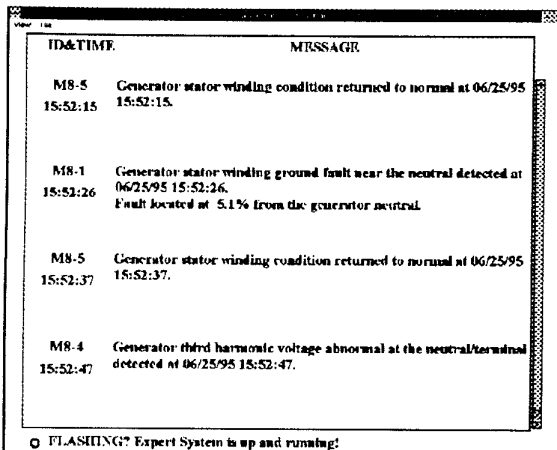 View
ID&TIME MESSAGE
M8-5 Generator stator winding condition returned to normal at 06/25/95
15:52:15 15:52:15.
M8-1 Generator stator winding ground fault near the neutral detected at
15:52:26 06/25/95 15:52:26.
Fault located at 5.1% from the generator neutral.
M8-5 Generator stator winding condition returned to normal at 06/25/95
15:52:37 15:52:37.
M8-4 Generator third harmonic voltage abnormal at the neutral/terminal
15:52:47 detected at 06/25/95 15:52:47.
FLASHING? Expert System is up and running!